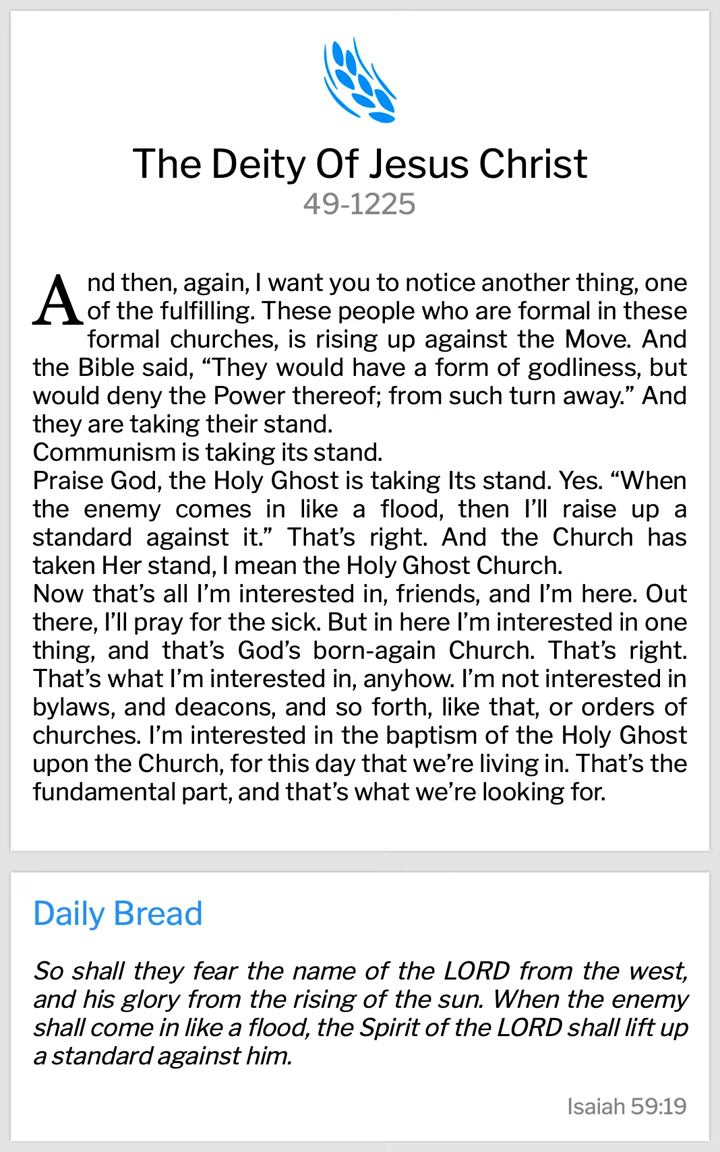 The Deity Of Jesus Christ
49-1225
And then, again, I want you to notice another thing, one
of the fulfilling. These people who are formal in these
formal churches, is rising up against the Move. And
the Bible said, “They would have a form of godliness, but
would deny the Power thereof; from such turn away.” And
they are taking their stand.
Communism is taking its stand.
Praise God, the Holy Ghost is taking Its stand. Yes. “When
the enemy comes in like a flood, then I’ll raise up a
standard against it.” That’s right. And the Church has
taken Her stand, I mean the Holy Ghost Church.
Now that’s all I’m interested in, friends, and I’m here. Out
there, I’ll pray for the sick. But in here I’m interested in one
thing, and that’s God’s born-again Church. That’s right.
That’s what I’m interested in, anyhow. I’m not interested in
bylaws, and deacons, and so forth, like that, or orders of
churches. I’m interested in the baptism of the Holy Ghost
upon the Church, for this day that we’re living in. That’s the
fundamental part, and that’s what we’re looking for.
Daily Bread
So shall they fear the name of the LORD from the west,
and his glory from the rising of the sun. When the enemy
shall come in like a flood, the Spirit of the LORD shall lift up
a standard against him.
Isaiah 59:19